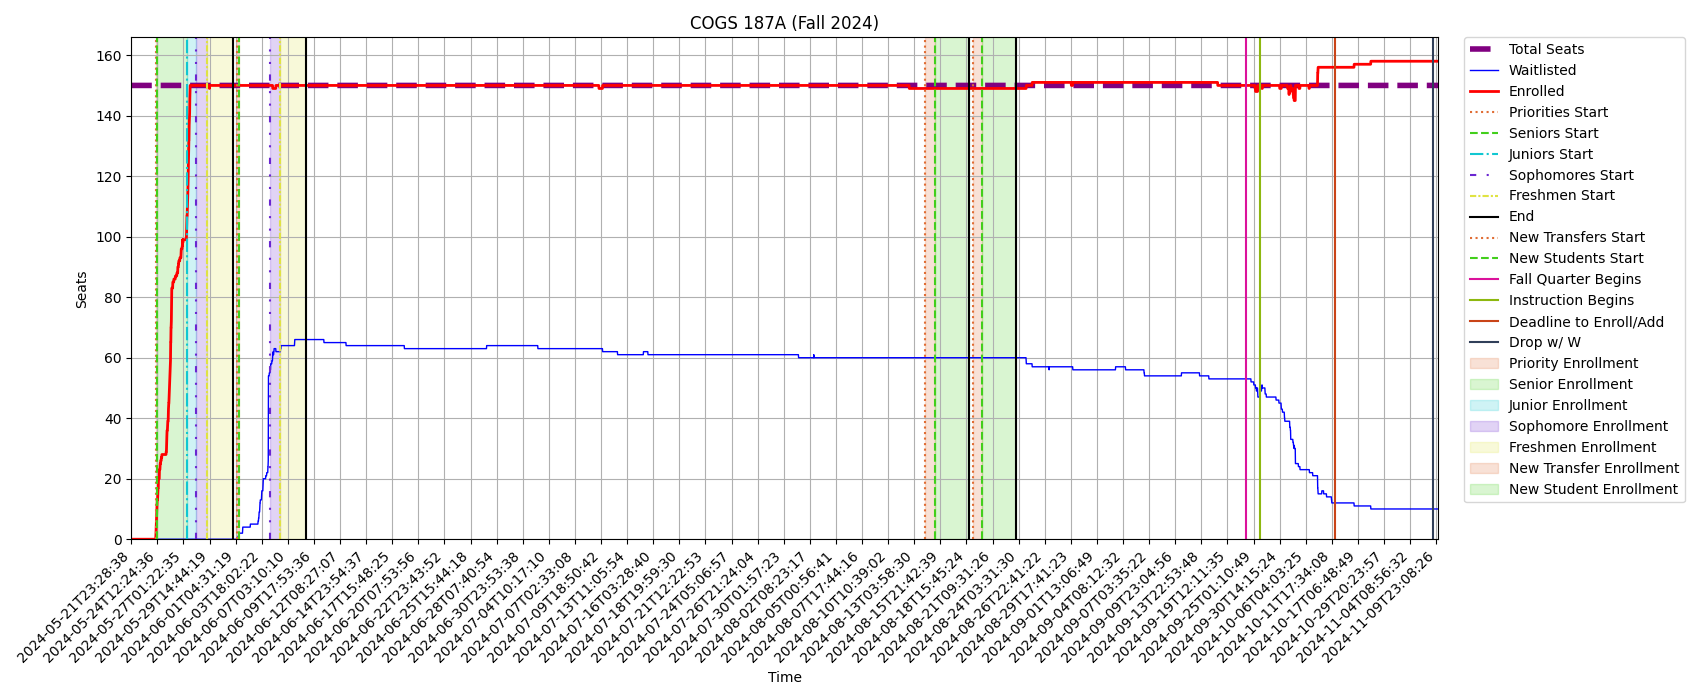 COGS 187A (Fall 2024)
Seats
160
140
120
100
80
60
40
20
0
2024-05-21T23:28:38
2024-05-24T12:24:36
2024-05-27T01:22:35
2024-05-29T14:44:19
2024-06-01T04:31:19
2024-06-03T18:02:22
2024-06-07T03:10:10
2024-06-09T17:53:36
2024-06-12T08:27:07
2024-06-14T23:54:37
2024-06-17T15:48:25
2024-06-20T07:53:56
2024-06-22T23:43:52
2024-06-25T15:44:18
2024-06-28T07:40:54
2024-06-30T23:53:38
2024-07-04T10:17:10
2024-07-07T02:33:08
2024-07-09T18:50:42
2024-07-13T11:05:54
2024-07-16T03:28:40
2024-07-18T19:59:30
2024-07-21T12:22:53
2024-07-24T05:06:57
2024-07-26T21:24:04
2024-07-30T01:57:23
2024-08-02T08:23:17
2024-08-05T00:56:41
2024-08-07T17:44:16
2024-08-10T10:39:02
2024-08-13T03:58:30
2024-08-15T21:42:39
2024-08-18T15:45:24
2024-08-21T09:31:26
2024-08-24T03:31:30
2024-08-26T22:41:22
2024-08-29T17:41:23
2024-09-01T13:06:49
2024-09-04T08:12:32
2024-09-07T03:35:22
2024-09-09T23:04:56
2024-09-13T22:53:48
2024-09-19T12:11:35
2024-09-25T01:10:49
2024-09-30T14:15:24
2024-10-06T04:03:25
2024-10-11T17:34:08
2024-10-17T06:48:49
2024-10-29T20:23:57
2024-11-04T08:56:32
2024-11-09T23:08:26
Time
Total Seats
Waitlisted
Enrolled
Priorities Start
Seniors Start
Juniors Start
Sophomores Start
Freshmen Start
End
New Transfers Start
New Students Start
Fall Quarter Begins
Instruction Begins
Deadline to Enroll/Add
Drop w/ W
Priority Enrollment
Senior Enrollment
Junior Enrollment
Sophomore Enrollment
Freshmen Enrollment
New Transfer Enrollment
New Student Enrollment